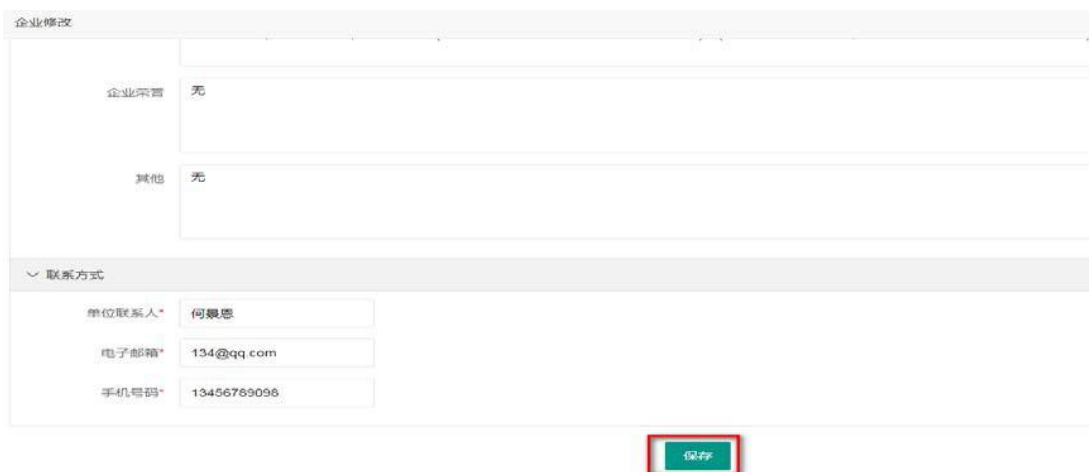 企业修改
企业荣誉 无
其他 无
联系方式
单位联系人* 何景恩
电子邮箱* 134@qq.com
手机号码* 13456789098
保存